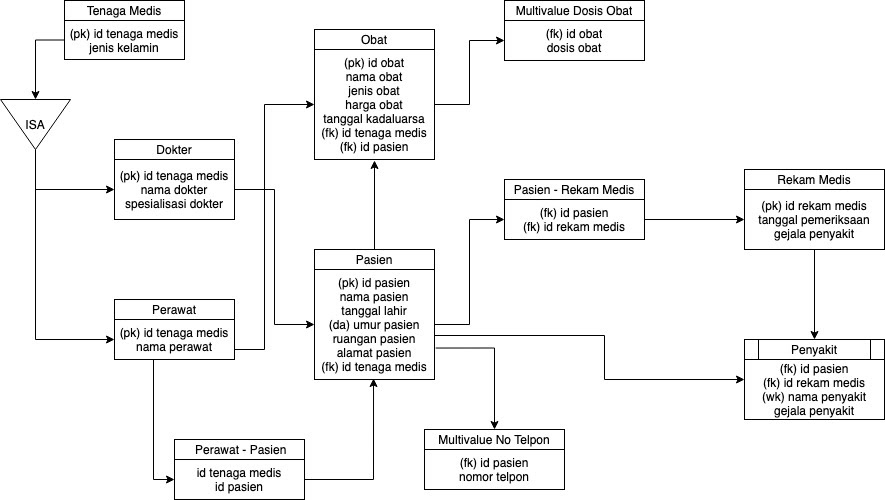 Tenaga Medis
(pk) id tenaga medis
jenis kelamin
ISA
Dokter
(pk) id tenaga medis
nama dokter
spesialisasi dokter
Perawat
(pk) id tenaga medis
nama perawat
Perawat - Pasien
id tenaga medis
id pasien
Obat
(pk) id obat
nama obat
jenis obat
harga obat
tanggal kadaluarsa
(fk) id tenaga medis
(fk) id pasien
Pasien
(pk) id pasien
nama pasien
tanggal lahir
(da) umur pasien
ruangan pasien
alamat pasien
(fk) id tenaga medis
Multivalue Dosis Obat
(fk) id obat
dosis obat
Pasien - Rekam Medis
(fk) id pasien
(fk) id rekam medis
Multivalue No Telpon
(fk) id pasien
nomor telpon
Rekam Medis
(pk) id rekam medis
tanggal pemeriksaan
gejala penyakit
Penyakit
(fk) id pasien
(fk) id rekam medis
(wk) nama penyakit
gejala penyakit